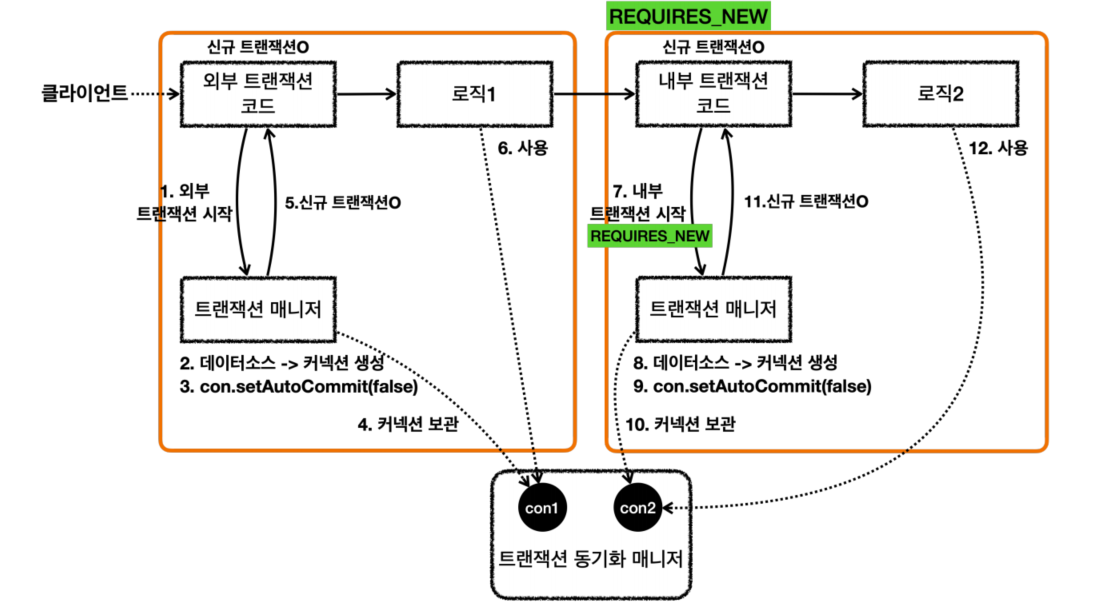 REQUIRES_NEW
신규 트랜잭션O
신규 트랜잭션O
클라이언트
외부 트랜잭션
코드
로직1
내부 트랜잭션
코드
로직2
6. 사용
12. 사용
1. 외부
트랜잭션 시작
5.신규 트랜잭션O
7. 내부
트랜잭션 시작
REQUIRES_NEW
11.신규 트랜잭션O
트랜잭션 매니저
트랜잭션 매니저
2. 데이터소스 -> 커넥션 생성
3. con.setAutoCommit(false)
8. 데이터소스 -> 커넥션 생성
9. con.setAutoCommit(false)
4. 커넥션 보관
10. 커넥션 보관
con1
con2
트랜잭션 동기화 매니저